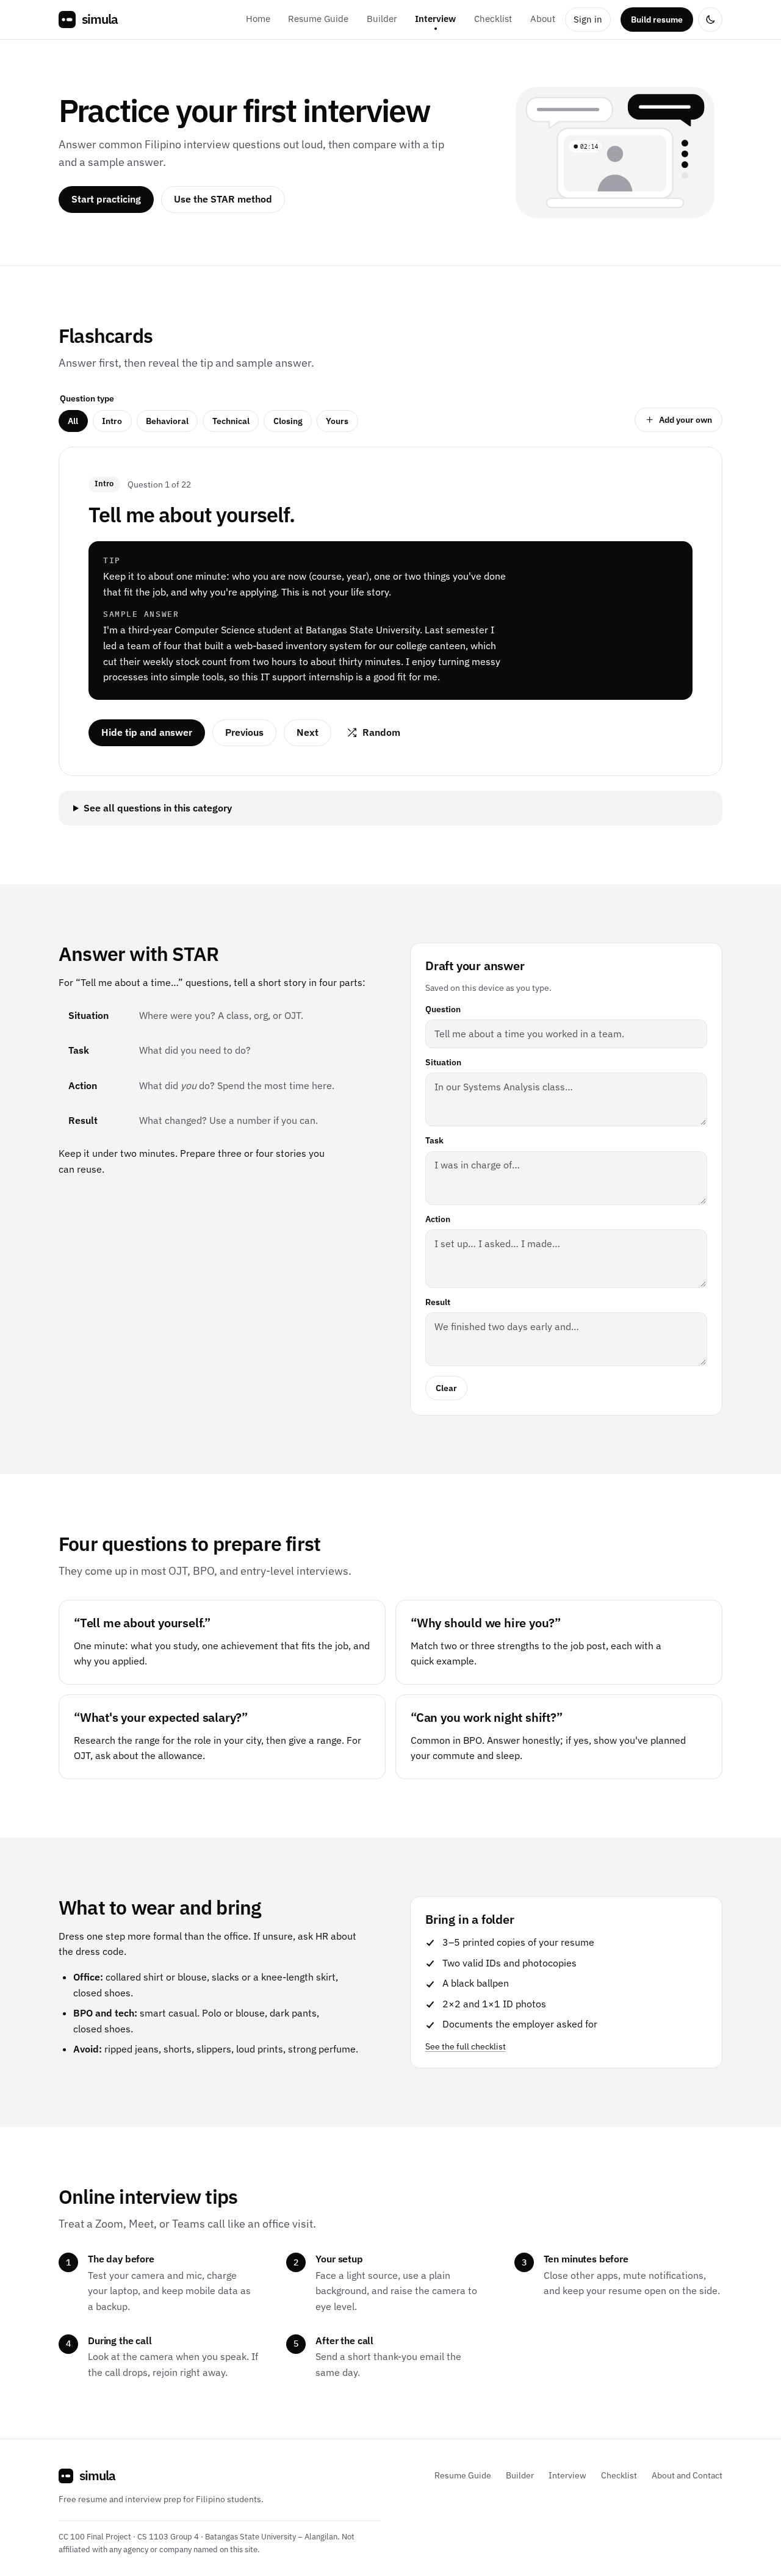 simula
Home Resume Guide Builder Interview Checklist About Sign in Build resume
Practice your first interview
Answer common Filipino interview questions out loud, then compare with a tip
and a sample answer.
Start practicing Use the STAR method
02:14
Flashcards
Answer first, then reveal the tip and sample answer.
Question type
All Intro Behavioral Technical Closing Yours
Add your own
Intro Question 1 of 22
Tell me about yourself.
TIP
Keep it to about one minute: who you are now (course, year), one or two things you've done
that fit the job, and why you're applying. This is not your life story.
SAMPLE ANSWER
I'm a third-year Computer Science student at Batangas State University. Last semester I
led a team of four that built a web-based inventory system for our college canteen, which
cut their weekly stock count from two hours to about thirty minutes. I enjoy turning messy
processes into simple tools, so this IT support internship is a good fit for me.
Hide tip and answer Previous Next Random
See all questions in this category
Answer with STAR
For “Tell me about a time…” questions, tell a short story in four parts:
Situation Where were you? A class, org, or OJT.
Task What did you need to do?
Action What did you do? Spend the most time here.
Result What changed? Use a number if you can.
Keep it under two minutes. Prepare three or four stories you
can reuse.
Draft your answer
Saved on this device as you type.
Question
Tell me about a time you worked in a team.
Situation
In our Systems Analysis class…
Task
I was in charge of…
Action
I set up… I asked… I made…
Result
We finished two days early and…
Clear
Four questions to prepare first
They come up in most OJT, BPO, and entry-level interviews.
“Tell me about yourself.”
One minute: what you study, one achievement that fits the job, and
why you applied.
“Why should we hire you?”
Match two or three strengths to the job post, each with a
quick example.
“What's your expected salary?”
Research the range for the role in your city, then give a range. For
OJT, ask about the allowance.
“Can you work night shift?”
Common in BPO. Answer honestly; if yes, show you've planned
your commute and sleep.
What to wear and bring
Dress one step more formal than the office. If unsure, ask HR about
the dress code.
• Office: collared shirt or blouse, slacks or a knee-length skirt,
closed shoes.
• BPO and tech: smart casual. Polo or blouse, dark pants,
closed shoes.
• Avoid: ripped jeans, shorts, slippers, loud prints, strong perfume.
Bring in a folder
3–5 printed copies of your resume
Two valid IDs and photocopies
A black ballpen
2×2 and 1×1 ID photos
Documents the employer asked for
See the full checklist
Online interview tips
Treat a Zoom, Meet, or Teams call like an office visit.
1 The day before
Test your camera and mic, charge
your laptop, and keep mobile data as
a backup.
2 Your setup
Face a light source, use a plain
background, and raise the camera to
eye level.
3 Ten minutes before
Close other apps, mute notifications,
and keep your resume open on the side.
4 During the call
Look at the camera when you speak. If
the call drops, rejoin right away.
5 After the call
Send a short thank-you email the
same day.
simula
Resume Guide Builder Interview Checklist About and Contact
Free resume and interview prep for Filipino students.
CC 100 Final Project · CS 1103 Group 4 · Batangas State University – Alangilan. Not
affiliated with any agency or company named on this site.